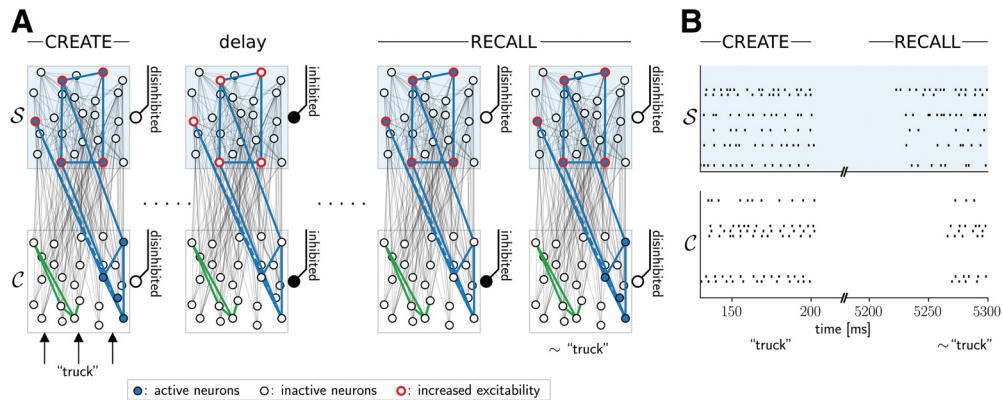 A
CREATE
delay
RECALL
S
disinhibited
inhibited
disinhibited
disinhibited
C
disinhibited
inhibited
inhibited
disinhibited
“truck”
∼ “truck”
: active neurons : inactive neurons : increased excitability
B
CREATE RECALL
S
C
150 200 5200 5250 5300
time [ms]
“truck” ∼ “truck”